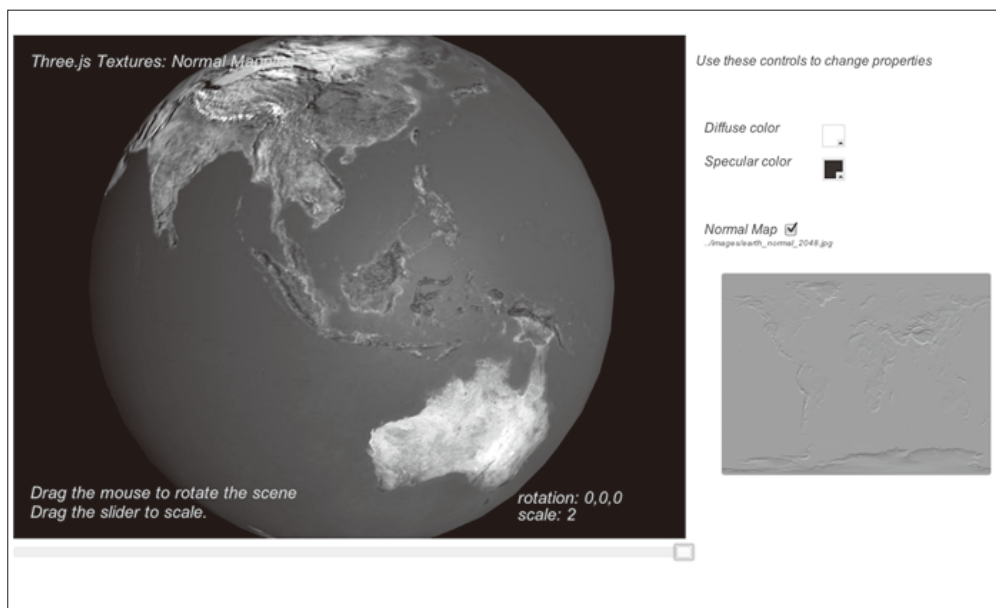 Three.js Textures: Normal Mapping
Use these controls to change properties
Diffuse color
Specular color
Normal Map
../images/earth_normal_2048.jpg
Drag the mouse to rotate the scene
Drag the slider to scale.
rotation: 0,0,0
scale: 2